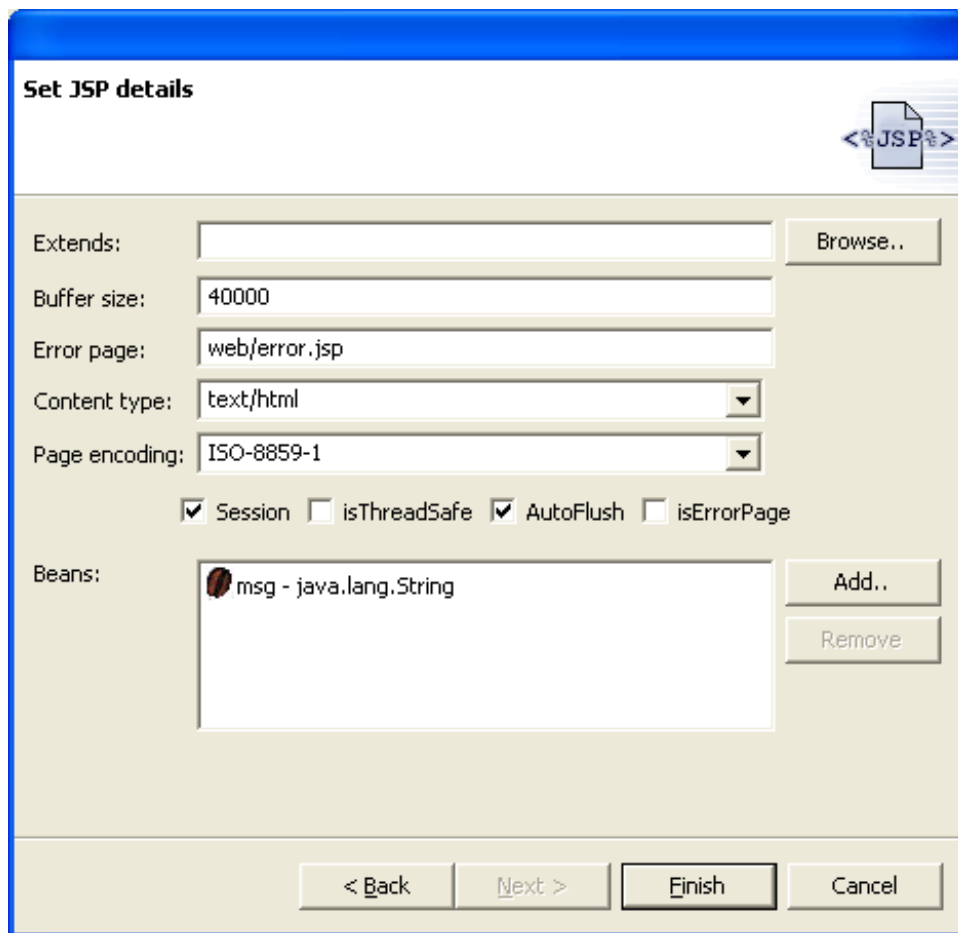 Set JSP details
<%JSP%>
Extends: Browse..
Buffer size: 40000
Error page: web/error.jsp
Content type: text/html
Page encoding: ISO-8859-1
Session isThreadSafe AutoFlush isErrorPage
Beans: msg - java.lang.String Add..
Remove
< Back Next > Finish Cancel